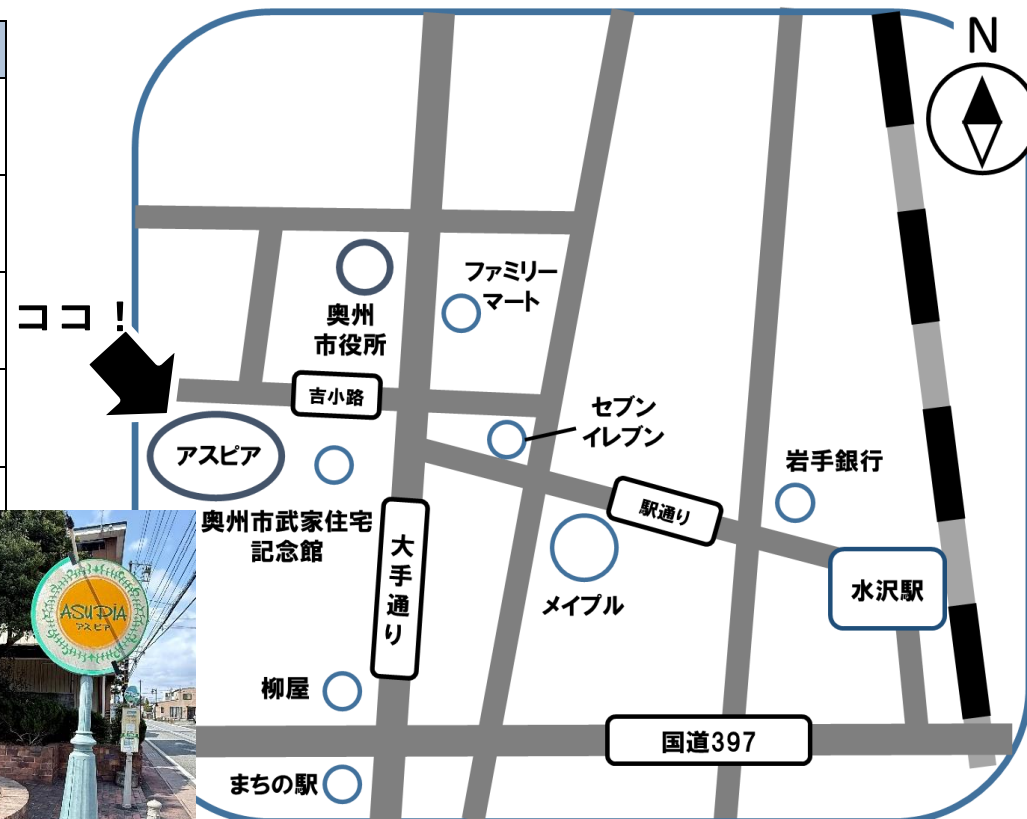 N
ココ！
奥州
市役所
ファミリー
マート
吉小路
アスピア
セブン
イレブン
岩手銀行
奥州市武家住宅
記念館
大手通り
駅通り
メイプル
水沢駅
ASUPIA
アスピア
柳屋
国道397
まちの駅